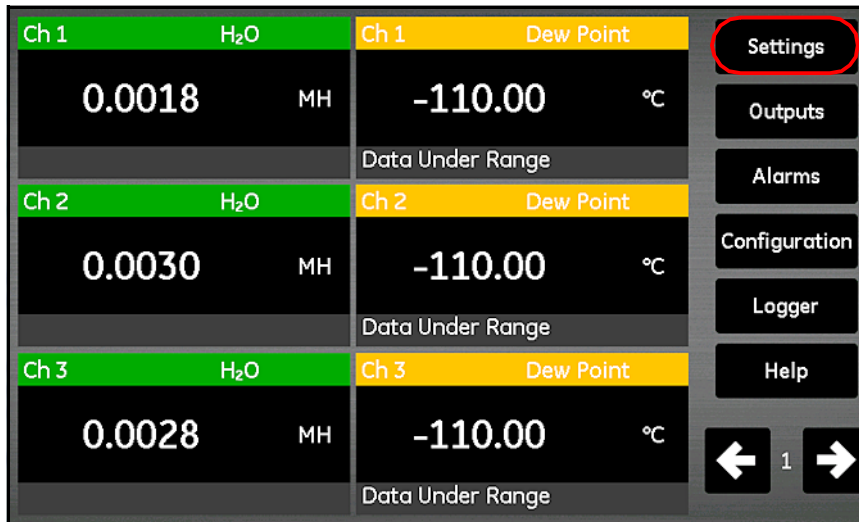 Ch 1 H₂O
0.0018 MH
Ch 1 Dew Point
-110.00 °C
Data Under Range
Ch 2 H₂O
0.0030 MH
Ch 2 Dew Point
-110.00 °C
Data Under Range
Ch 3 H₂O
0.0028 MH
Ch 3 Dew Point
-110.00 °C
Data Under Range
Settings
Outputs
Alarms
Configuration
Logger
Help
1